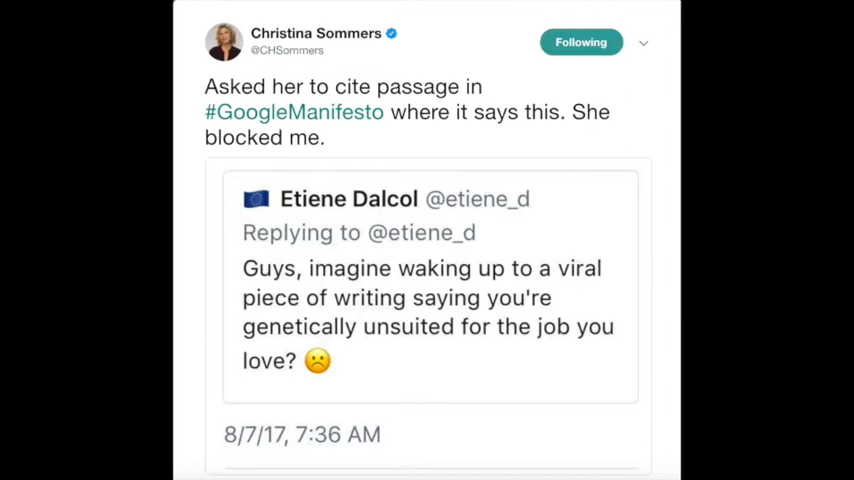 Christina Sommers
@CHSommers
Following
Asked her to cite passage in
#GoogleManifesto where it says this. She
blocked me.
Etiene Dalcol @etiene_d
Replying to @etiene_d
Guys, imagine waking up to a viral
piece of writing saying you're
genetically unsuited for the job you
love? ☹️
8/7/17, 7:36 AM